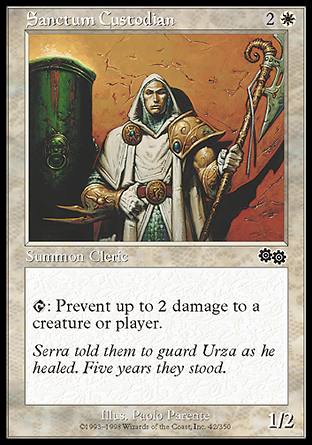 Sanctum Custodian 2
Summon Cleric
: Prevent up to 2 damage to a
creature or player.
Serra told them to guard Urza as he
healed. Five years they stood.
Illus. Paolo Parente
©1993-1998 Wizards of the Coast, Inc. 42/350
1/2